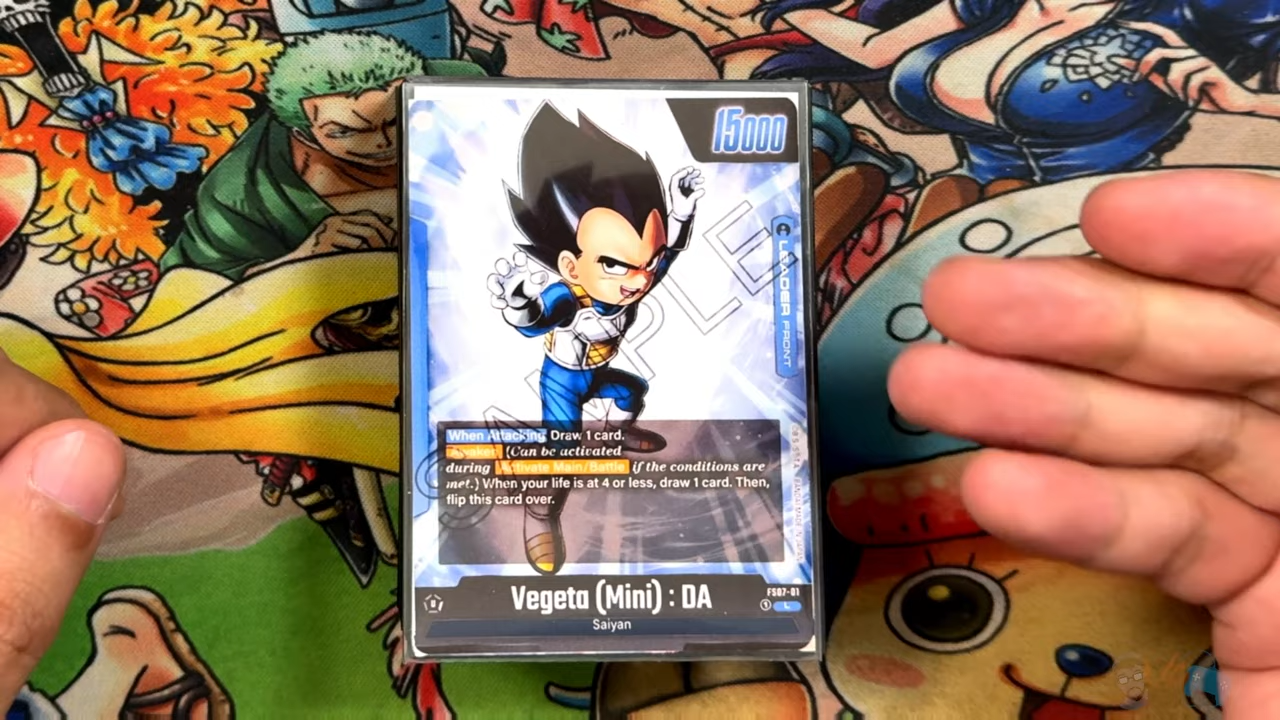 15000
LEADER FRONT
SAMPLE
When Attacking Draw 1 card.
Awaken (Can be activated
during Activate Main/Battle if the conditions are
met.) When your life is at 4 or less, draw 1 card. Then,
flip this card over.
Vegeta (Mini) : DA
FS07-01
1 L
Saiyan